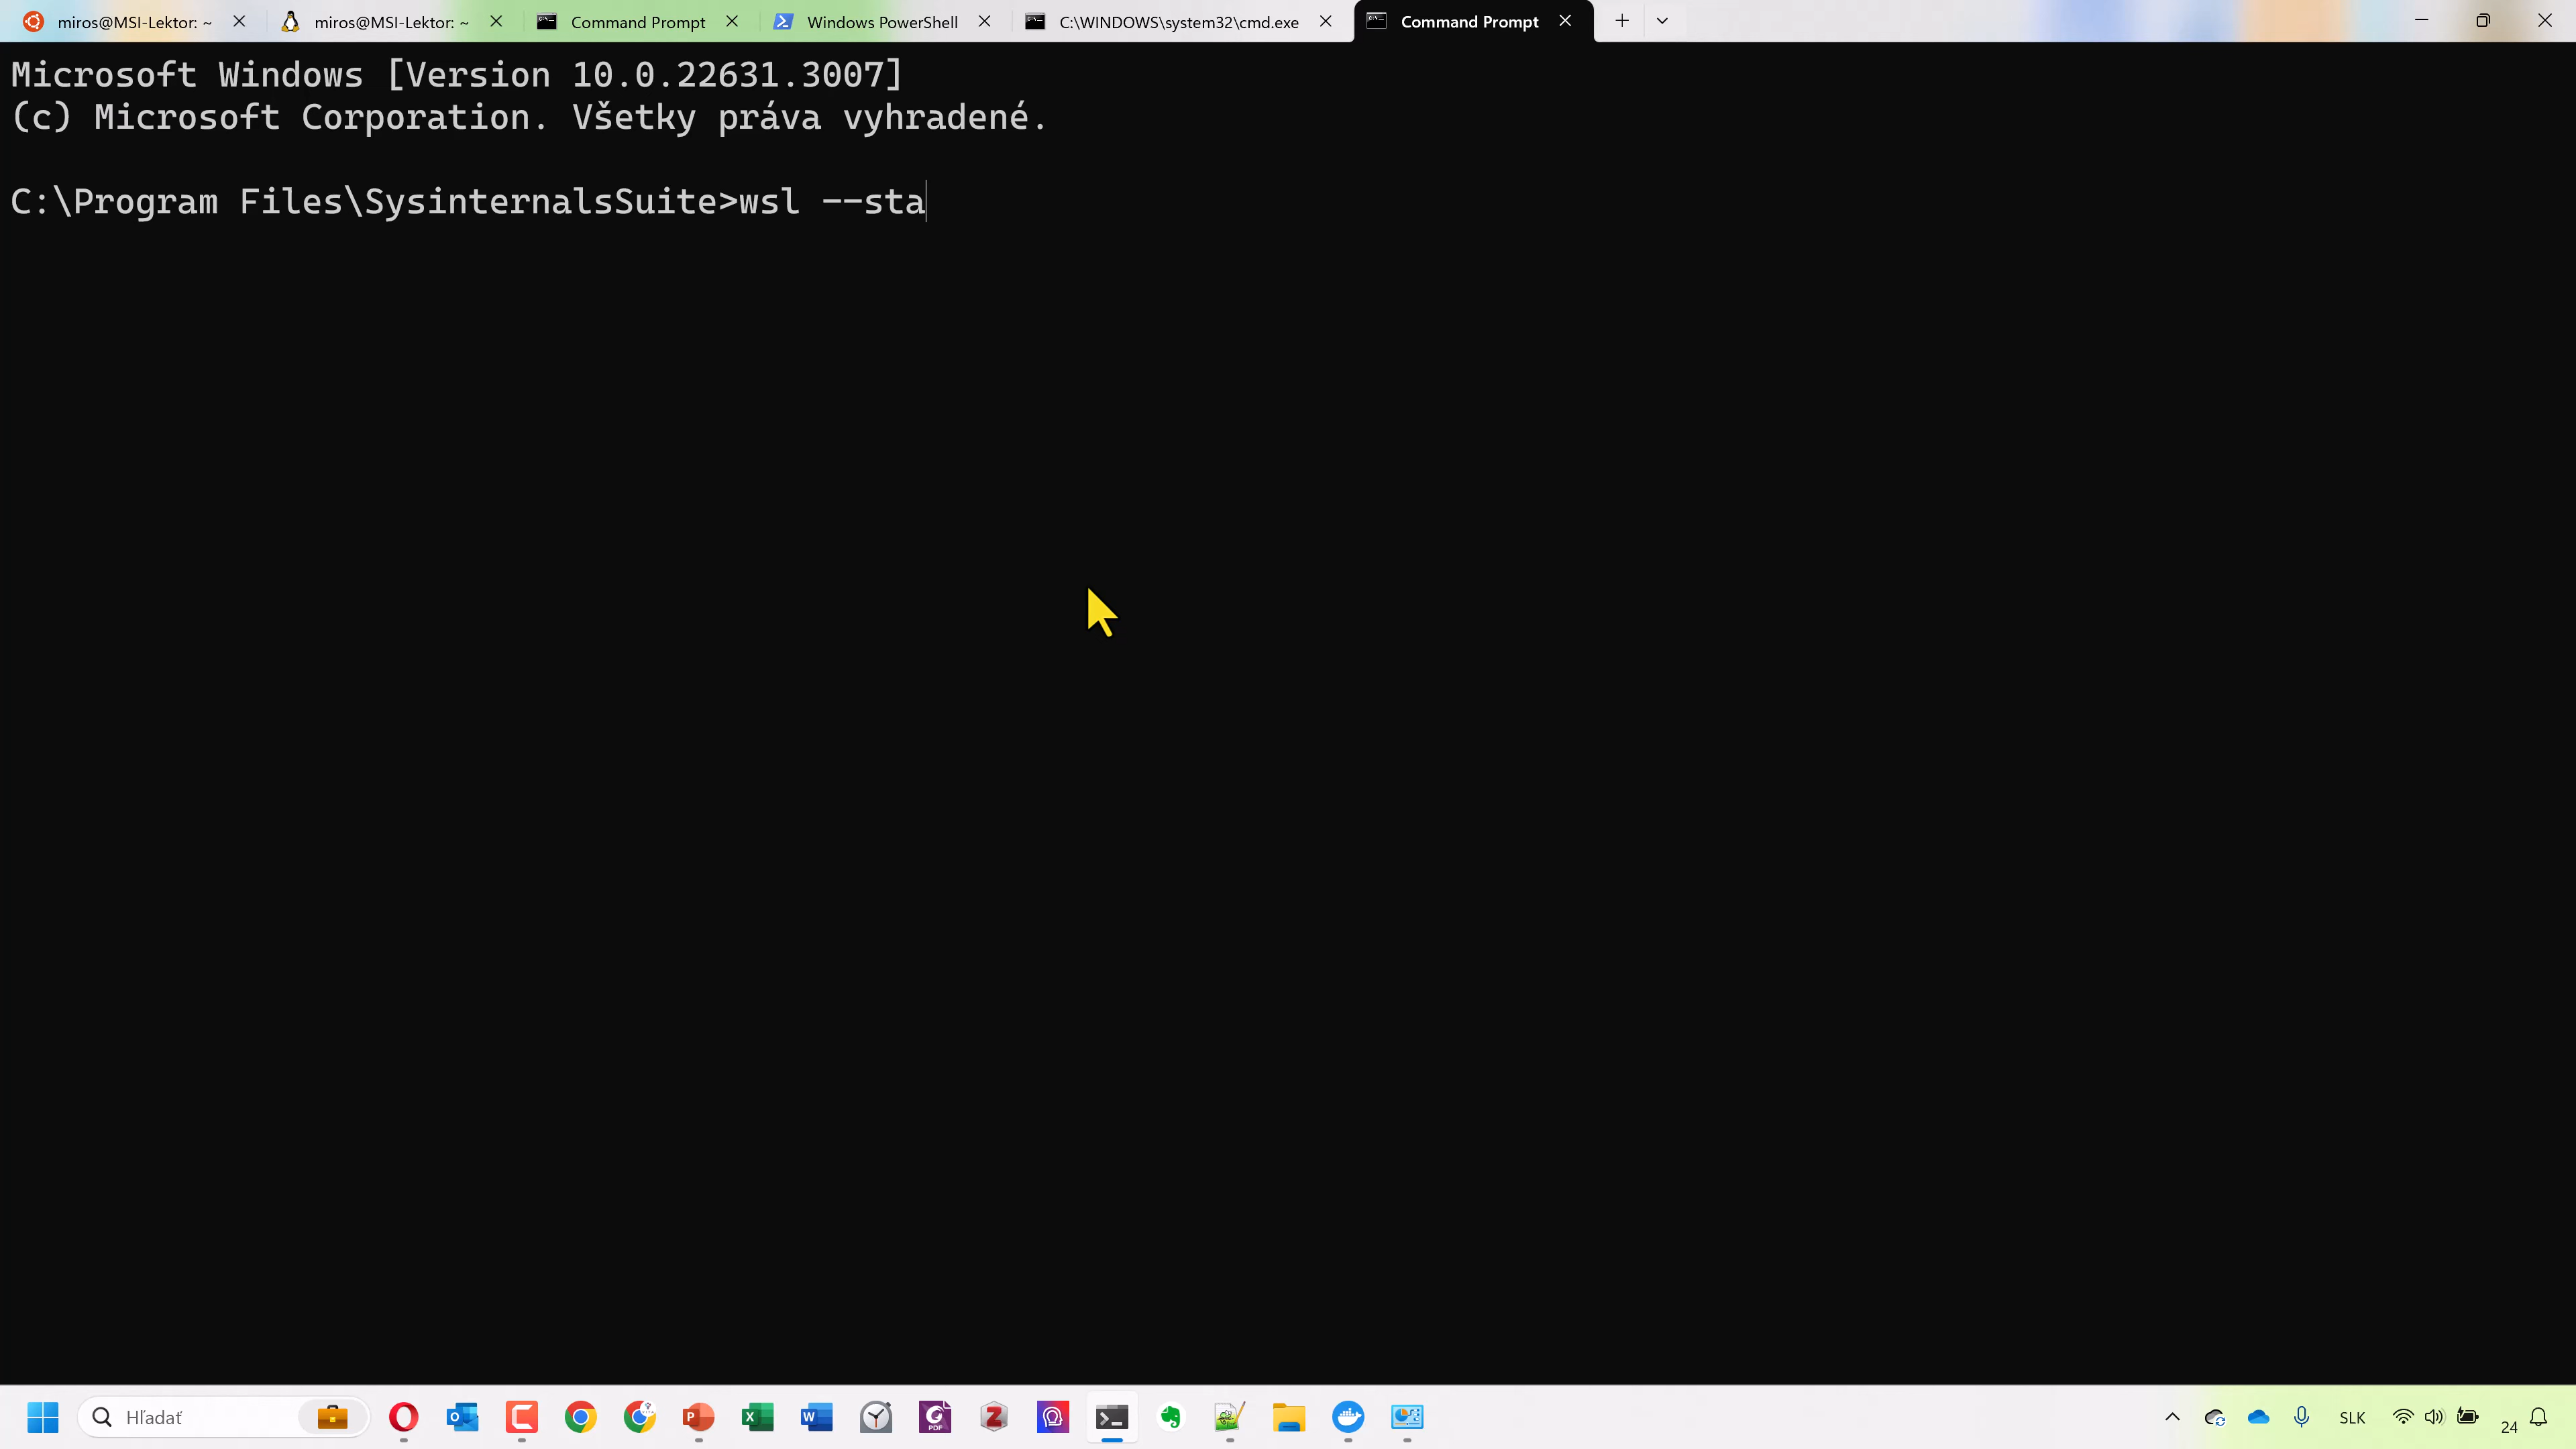 miros@MSI-Lektor: ~ miros@MSI-Lektor: ~ Command Prompt Windows PowerShell C:\WINDOWS\system32\cmd.exe Command Prompt
Microsoft Windows [Version 10.0.22631.3007]
(c) Microsoft Corporation. Všetky práva vyhradené.
C:\Program Files\SysinternalsSuite>wsl --sta
Hľadať SLK 24